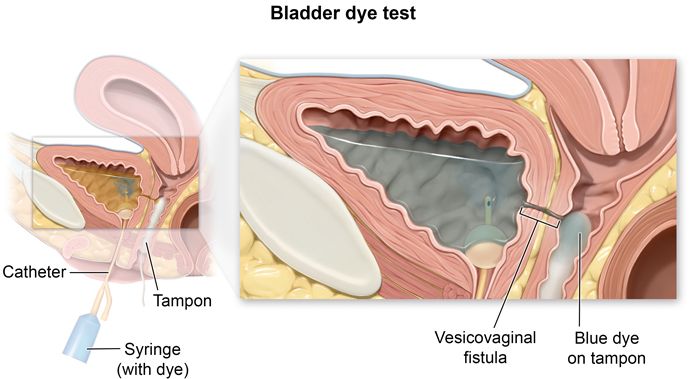 Bladder dye test
Catheter
Tampon
Syringe
(with dye)
Vesicovaginal
fistula
Blue dye
on tampon